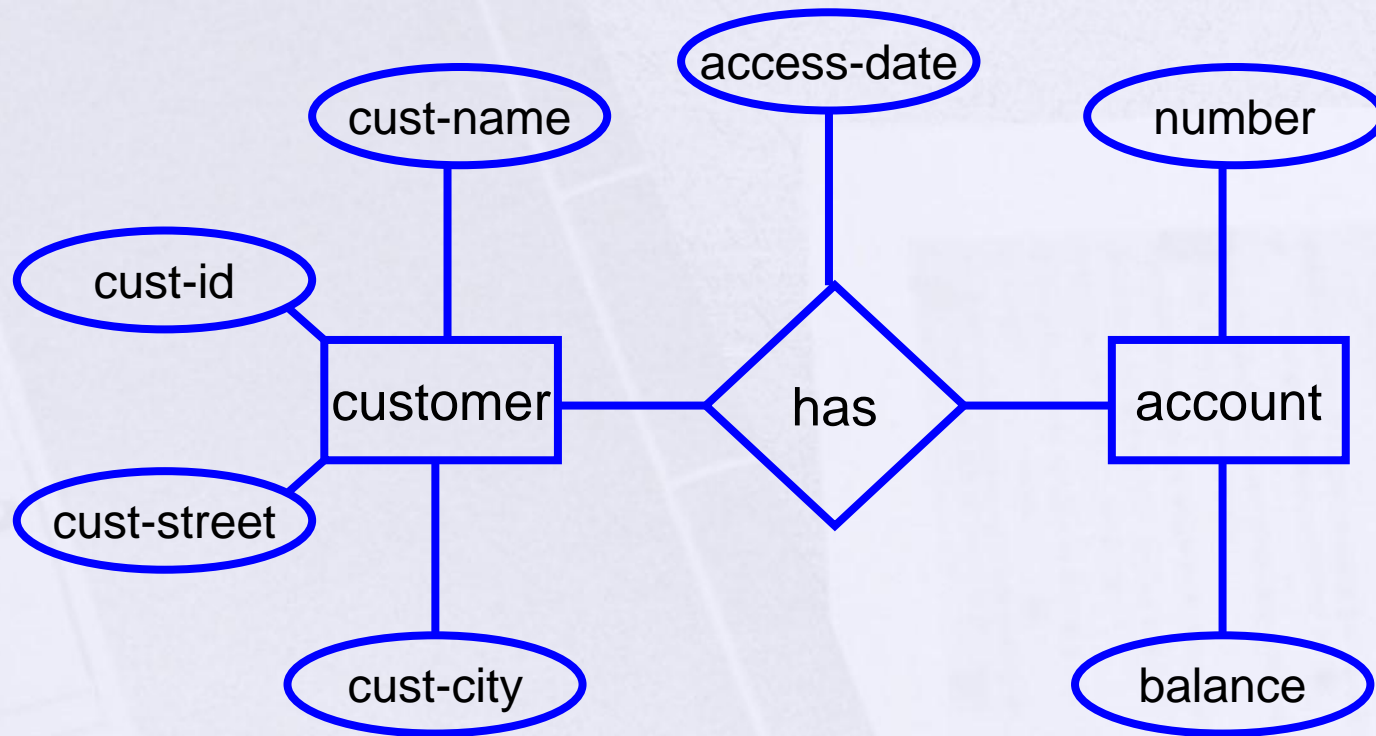 access-date
cust-name
number
cust-id
customer
has
account
cust-street
cust-city
balance